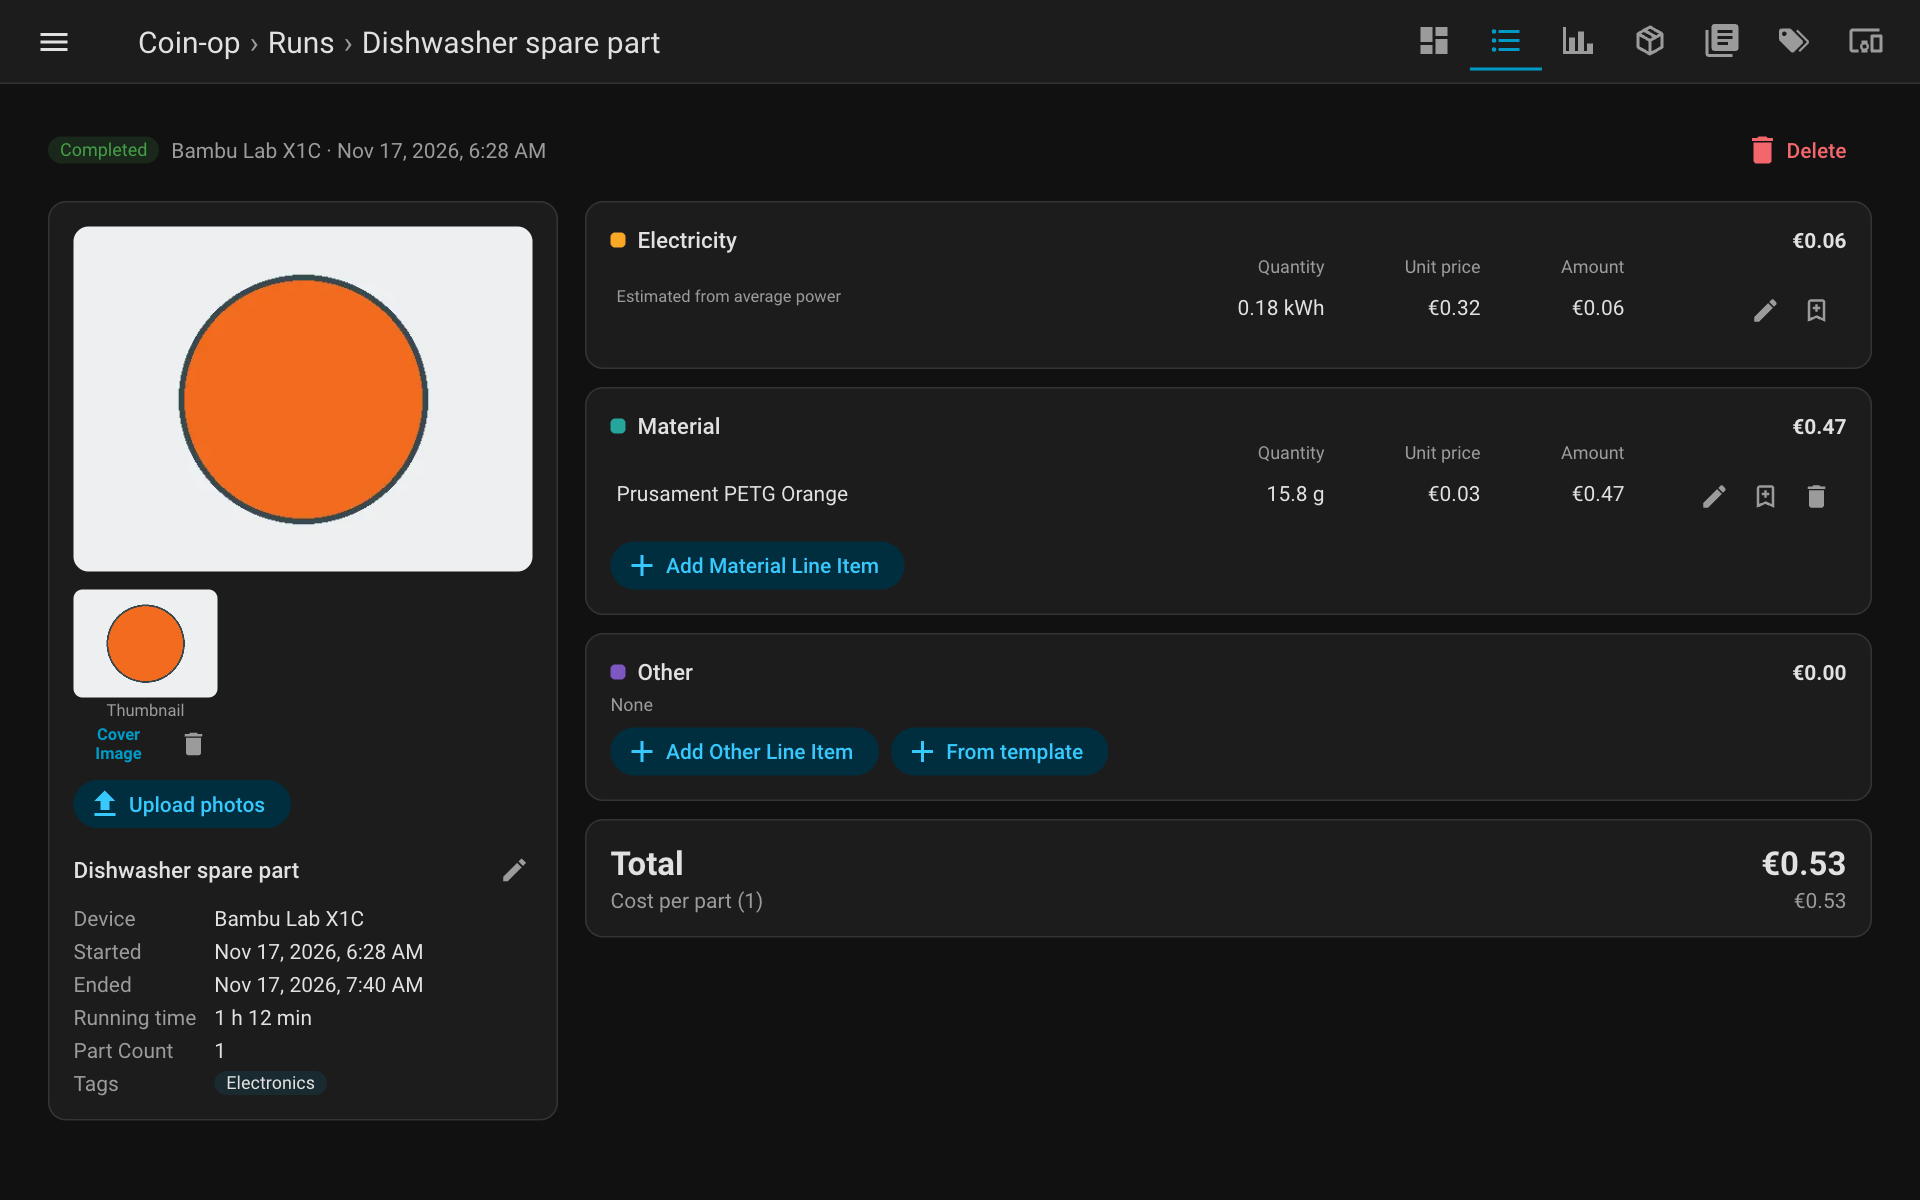 Coin-op › Runs › Dishwasher spare part
Completed
Bambu Lab X1C · Nov 17, 2026, 6:28 AM
Delete
Thumbnail
Cover
Image
Upload photos
Dishwasher spare part
Device Bambu Lab X1C
Started Nov 17, 2026, 6:28 AM
Ended Nov 17, 2026, 7:40 AM
Running time 1 h 12 min
Part Count 1
Tags Electronics
Electricity €0.06
Quantity Unit price Amount
Estimated from average power 0.18 kWh €0.32 €0.06
Material €0.47
Quantity Unit price Amount
Prusament PETG Orange 15.8 g €0.03 €0.47
Add Material Line Item
Other €0.00
None
Add Other Line Item From template
Total €0.53
Cost per part (1) €0.53